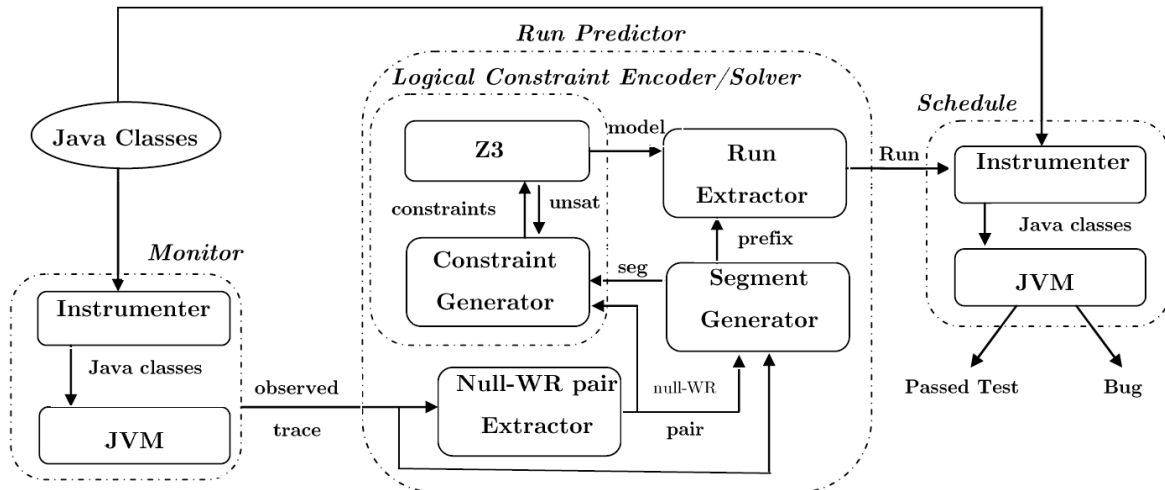 Run Predictor
Logical Constraint Encoder/Solver
Schedule
Java Classes
Z3
model
Run
Extractor
Run
Instrumenter
constraints
unsat
Java classes
prefix
Monitor
Constraint
Generator
seg
Segment
Generator
JVM
Instrumenter
Java classes
observed
trace
Null-WR pair
Extractor
null-WR
pair
Passed Test
Bug
JVM